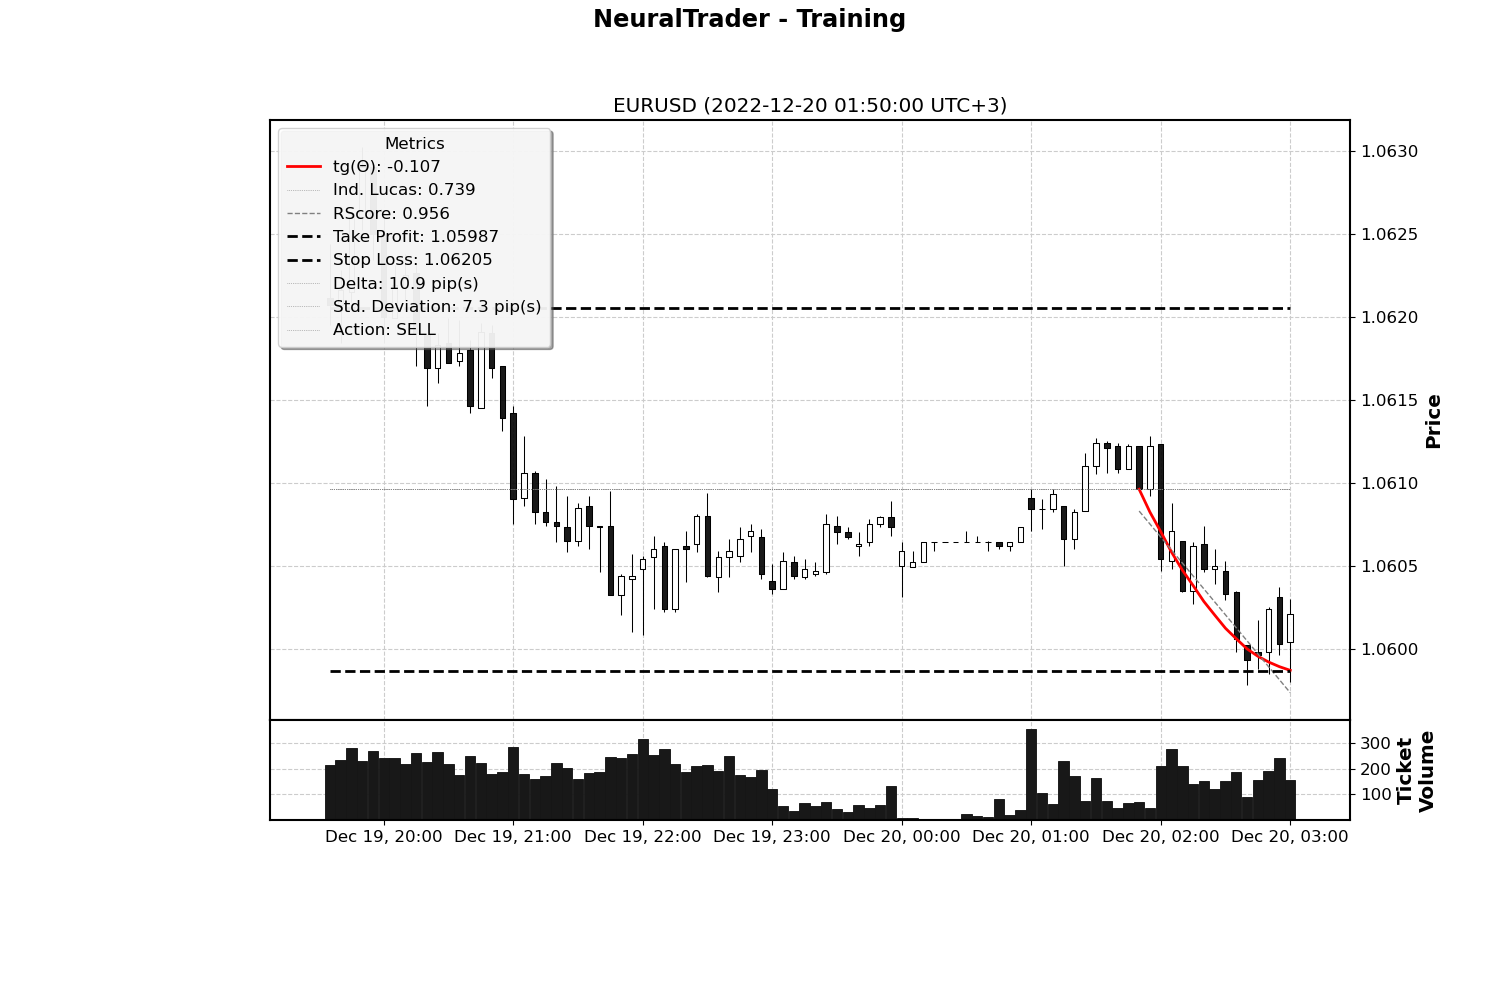 NeuralTrader - Training
EURUSD (2022-12-20 01:50:00 UTC+3)
Metrics
tg(Θ): -0.107
Ind. Lucas: 0.739
RScore: 0.956
Take Profit: 1.05987
Stop Loss: 1.06205
Delta: 10.9 pip(s)
Std. Deviation: 7.3 pip(s)
Action: SELL
1.0630
1.0625
1.0620
1.0615
1.0610
1.0605
1.0600
Price
300
200
100
Ticket
Volume
Dec 19, 20:00
Dec 19, 21:00
Dec 19, 22:00
Dec 19, 23:00
Dec 20, 00:00
Dec 20, 01:00
Dec 20, 02:00
Dec 20, 03:00